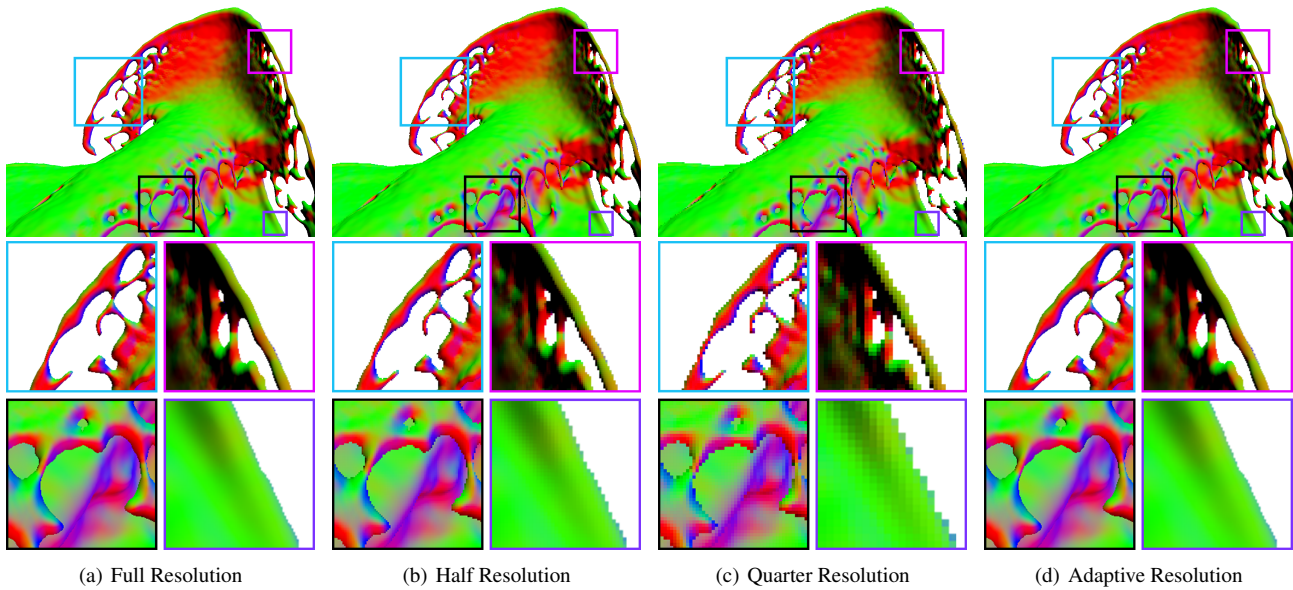 (a) Full Resolution
(b) Half Resolution
(c) Quarter Resolution
(d) Adaptive Resolution